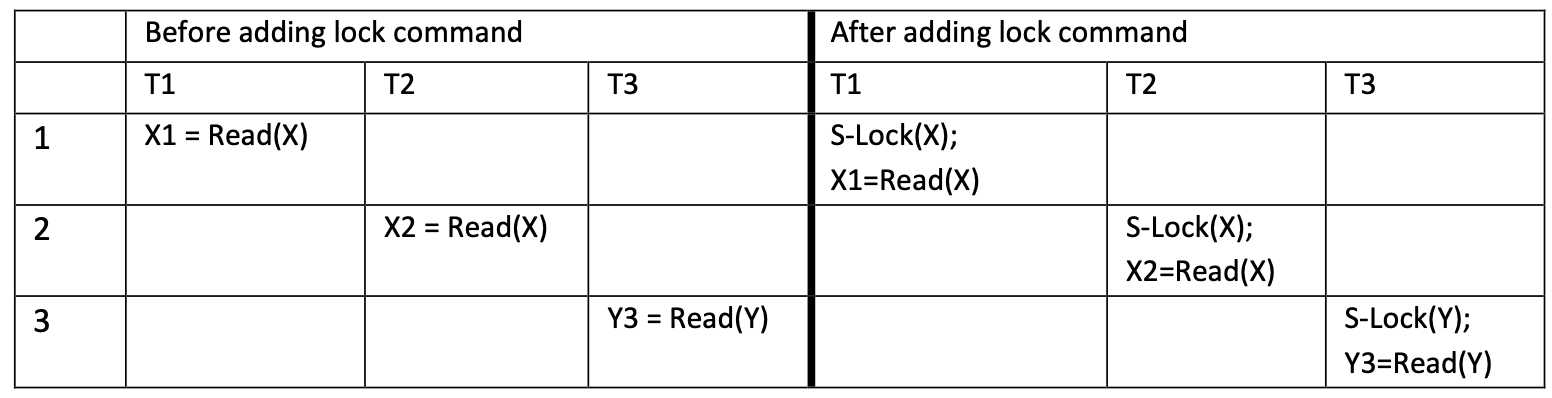 Before adding lock command After adding lock command
T1 T2 T3 T1 T2 T3
1 X1 = Read(X) S-Lock(X);
X1=Read(X)
2 X2 = Read(X) S-Lock(X);
X2=Read(X)
3 Y3 = Read(Y) S-Lock(Y);
Y3=Read(Y)